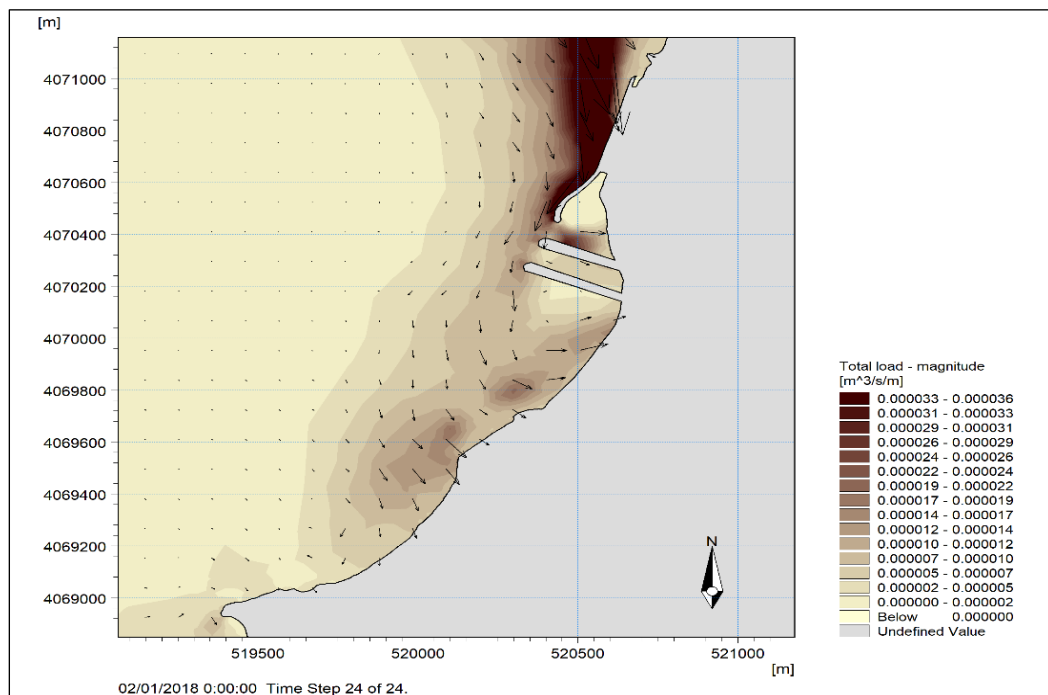 [m]
4071000
4070800
4070600
4070400
4070200
4070000
4069800
4069600
4069400
4069200
4069000
519500 520000 520500 521000
[m]
N
Total load - magnitude
[m^3/s/m]
0.000033 - 0.000036
0.000031 - 0.000033
0.000029 - 0.000031
0.000026 - 0.000029
0.000024 - 0.000026
0.000022 - 0.000024
0.000019 - 0.000022
0.000017 - 0.000019
0.000014 - 0.000017
0.000012 - 0.000014
0.000010 - 0.000012
0.000007 - 0.000010
0.000005 - 0.000007
0.000002 - 0.000005
0.000000 - 0.000002
Below 0.000000
Undefined Value
02/01/2018 0:00:00 Time Step 24 of 24.